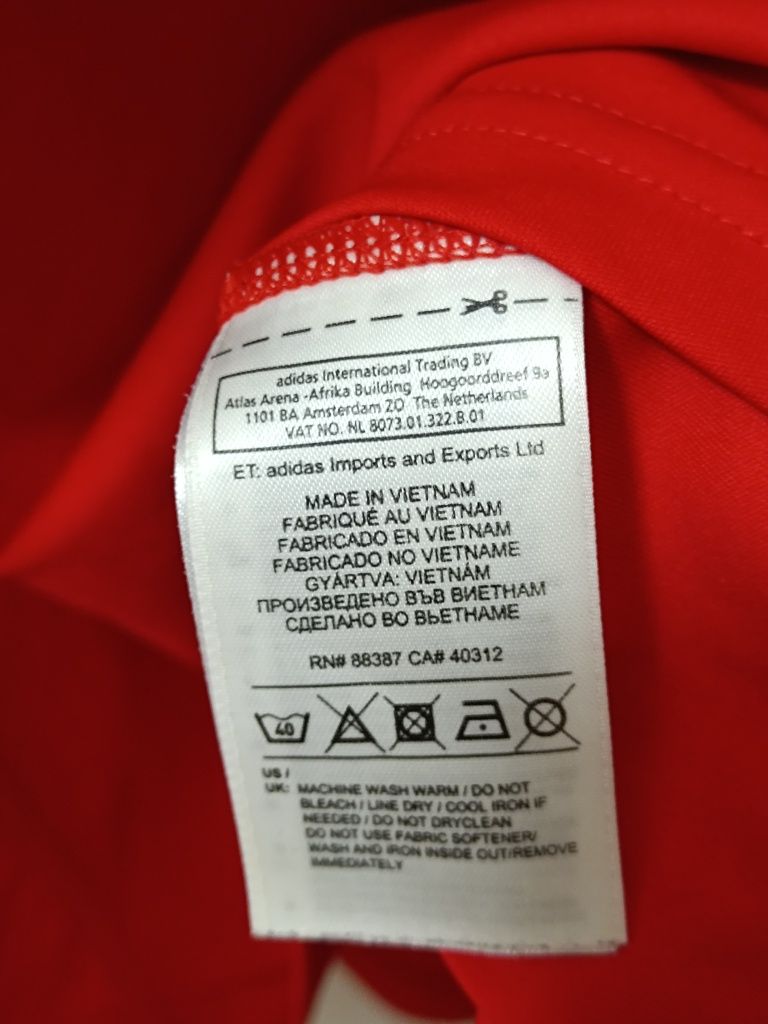 adidas International Trading BV
Atlas Arena -Afrika Building Hoogoorddreef 9a
1101 BA Amsterdam ZO The Netherlands
VAT NO. NL 8073.01.322.B.01
ET: adidas Imports and Exports Ltd
MADE IN VIETNAM
FABRIQUÉ AU VIETNAM
FABRICADO EN VIETNAM
FABRICADO NO VIETNAME
GYÁRTVA: VIETNÁM
ПРОИЗВЕДЕНО ВЪВ ВИЕТНАМ
СДЕЛАНО ВО ВЬЕТНАМЕ
RN# 88387 CA# 40312
40
US /
UK: MACHINE WASH WARM / DO NOT
BLEACH / LINE DRY / COOL IRON IF
NEEDED / DO NOT DRYCLEAN
DO NOT USE FABRIC SOFTENER/
WASH AND IRON INSIDE OUT/REMOVE
IMMEDIATELY